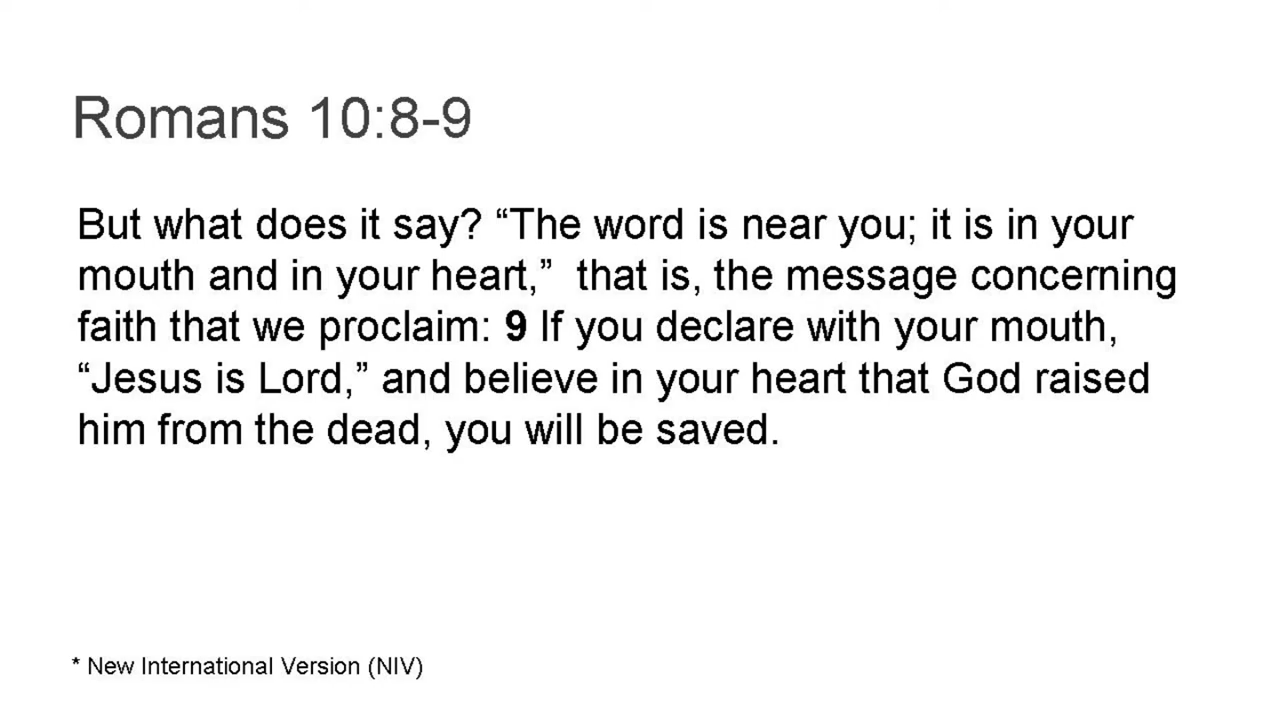 Romans 10:8-9
But what does it say? “The word is near you; it is in your
mouth and in your heart,”  that is, the message concerning
faith that we proclaim: 9 If you declare with your mouth,
“Jesus is Lord,” and believe in your heart that God raised
him from the dead, you will be saved.
* New International Version (NIV)